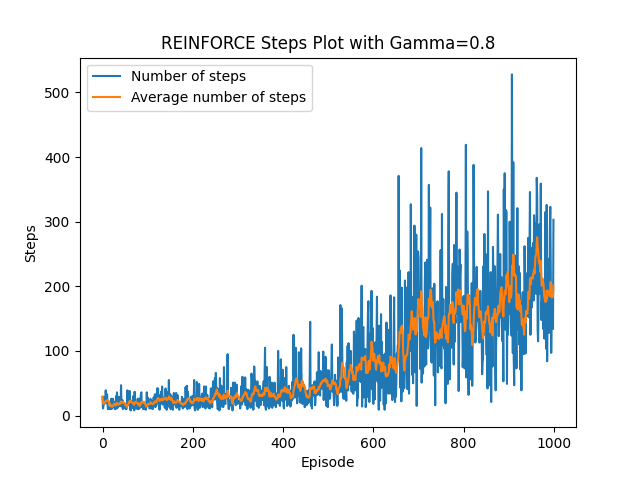 REINFORCE Steps Plot with Gamma=0.8
Number of steps
Average number of steps
500
400
300
200
100
0
Steps
0 200 400 600 800 1000
Episode